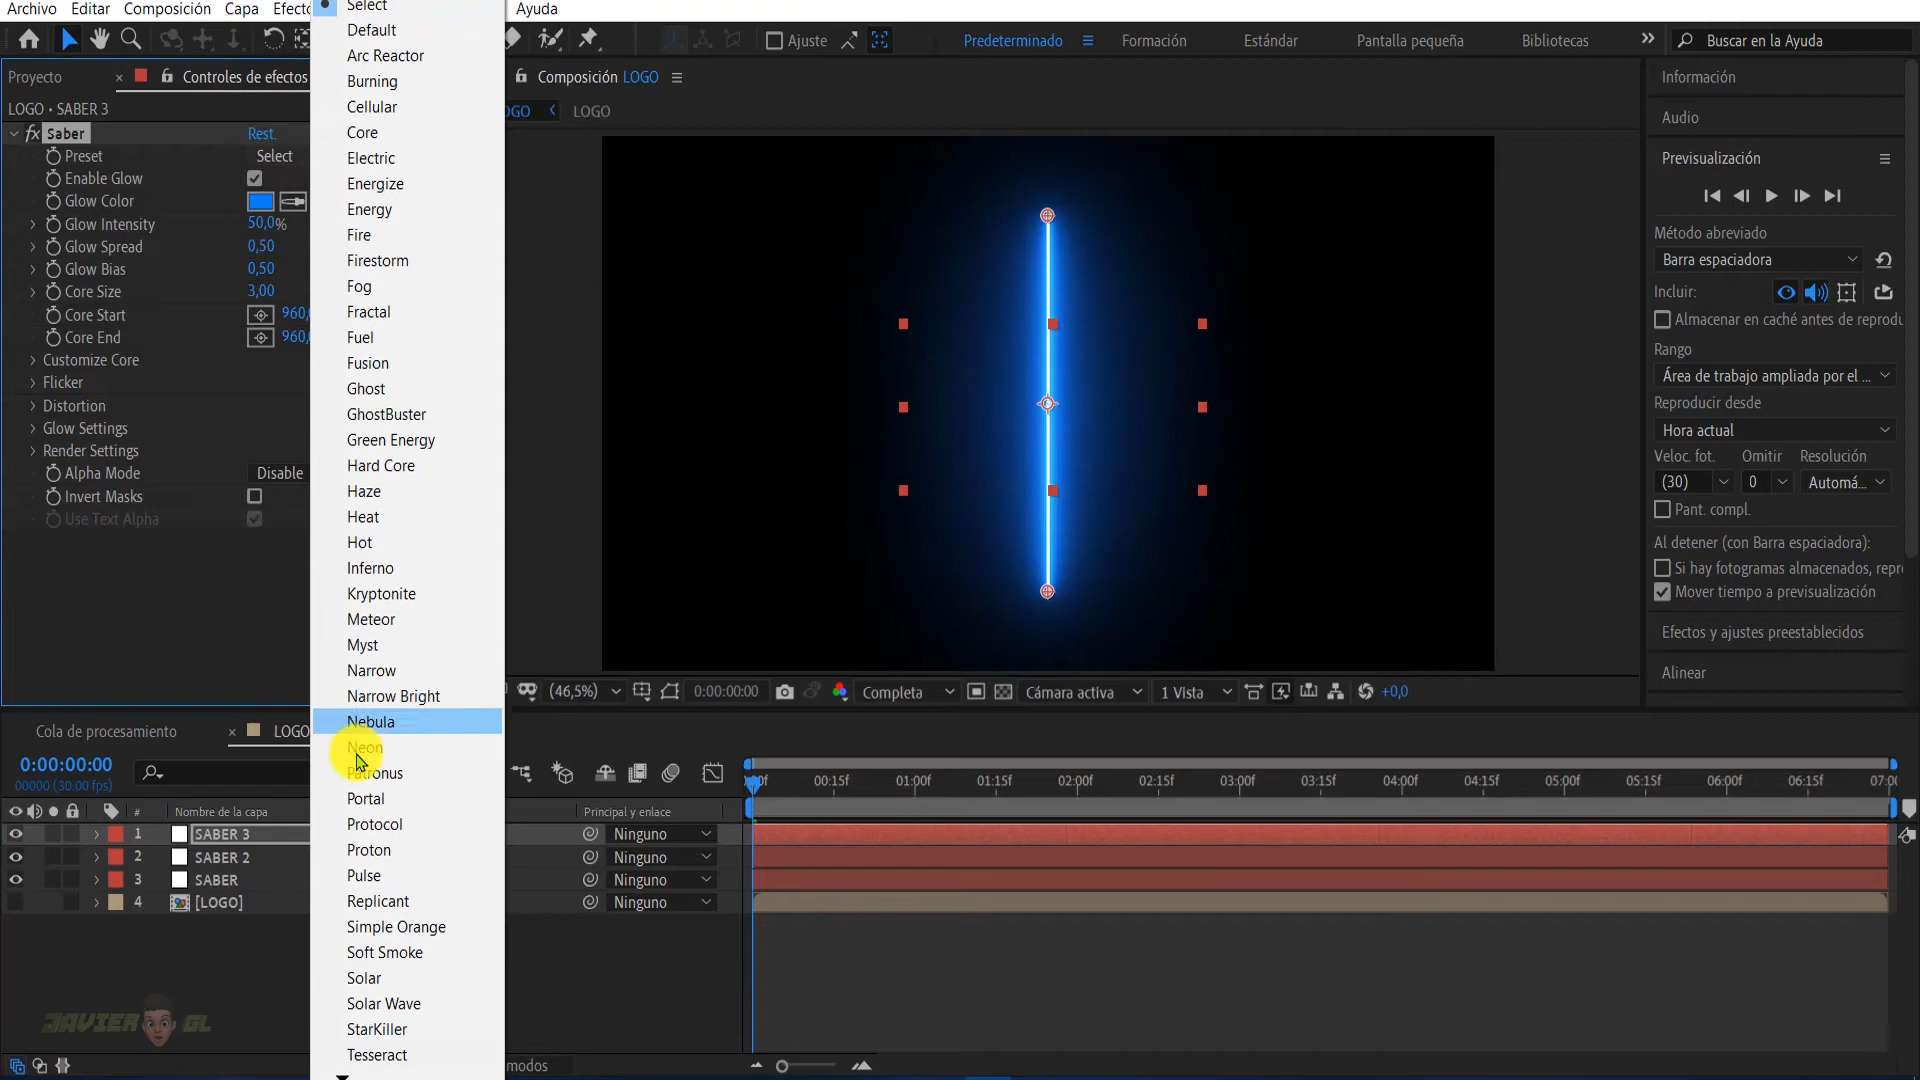 Archivo Editar Composición Capa Efecto Ayuda
Ajuste Predeterminado Formación Estándar Pantalla pequeña Bibliotecas Buscar en la Ayuda
Proyecto Controles de efectos
LOGO • SABER 3
fx Saber Rest.
Preset Select
Enable Glow
Glow Color
Glow Intensity 50,0%
Glow Spread 0,50
Glow Bias 0,50
Core Size 3,00
Core Start 960,
Core End 960,
Customize Core
Flicker
Distortion
Glow Settings
Render Settings
Alpha Mode Disable
Invert Masks
Use Text Alpha
Select
Default
Arc Reactor
Burning
Cellular
Core
Electric
Energize
Energy
Fire
Firestorm
Fog
Fractal
Fuel
Fusion
Ghost
GhostBuster
Green Energy
Hard Core
Haze
Heat
Hot
Inferno
Kryptonite
Meteor
Myst
Narrow
Narrow Bright
Nebula
Neon
Patronus
Portal
Protocol
Proton
Pulse
Replicant
Simple Orange
Soft Smoke
Solar
Solar Wave
StarKiller
Tesseract
Composición LOGO
OGO LOGO
(46,5%) 0:00:00:00 Completa Cámara activa 1 Vista +0,0
Información
Audio
Previsualización
Método abreviado
Barra espaciadora
Incluir:
Almacenar en caché antes de reprodu
Rango
Área de trabajo ampliada por el ...
Reproducir desde
Hora actual
Veloc. fot. Omitir Resolución
(30) 0 Automá...
Pant. compl.
Al detener (con Barra espaciadora):
Si hay fotogramas almacenados, repr
Mover tiempo a previsualización
Efectos y ajustes preestablecidos
Alinear
Cola de procesamiento LOGO
0:00:00:00
00000 (30.00 fps)
00f 00:15f 01:00f 01:15f 02:00f 02:15f 03:00f 03:15f 04:00f 04:15f 05:00f 05:15f 06:00f 06:15f 07:00
# Nombre de la capa Principal y enlace
1 SABER 3 Ninguno
2 SABER 2 Ninguno
3 SABER Ninguno
4 [LOGO] Ninguno
JAVIER GL
modos